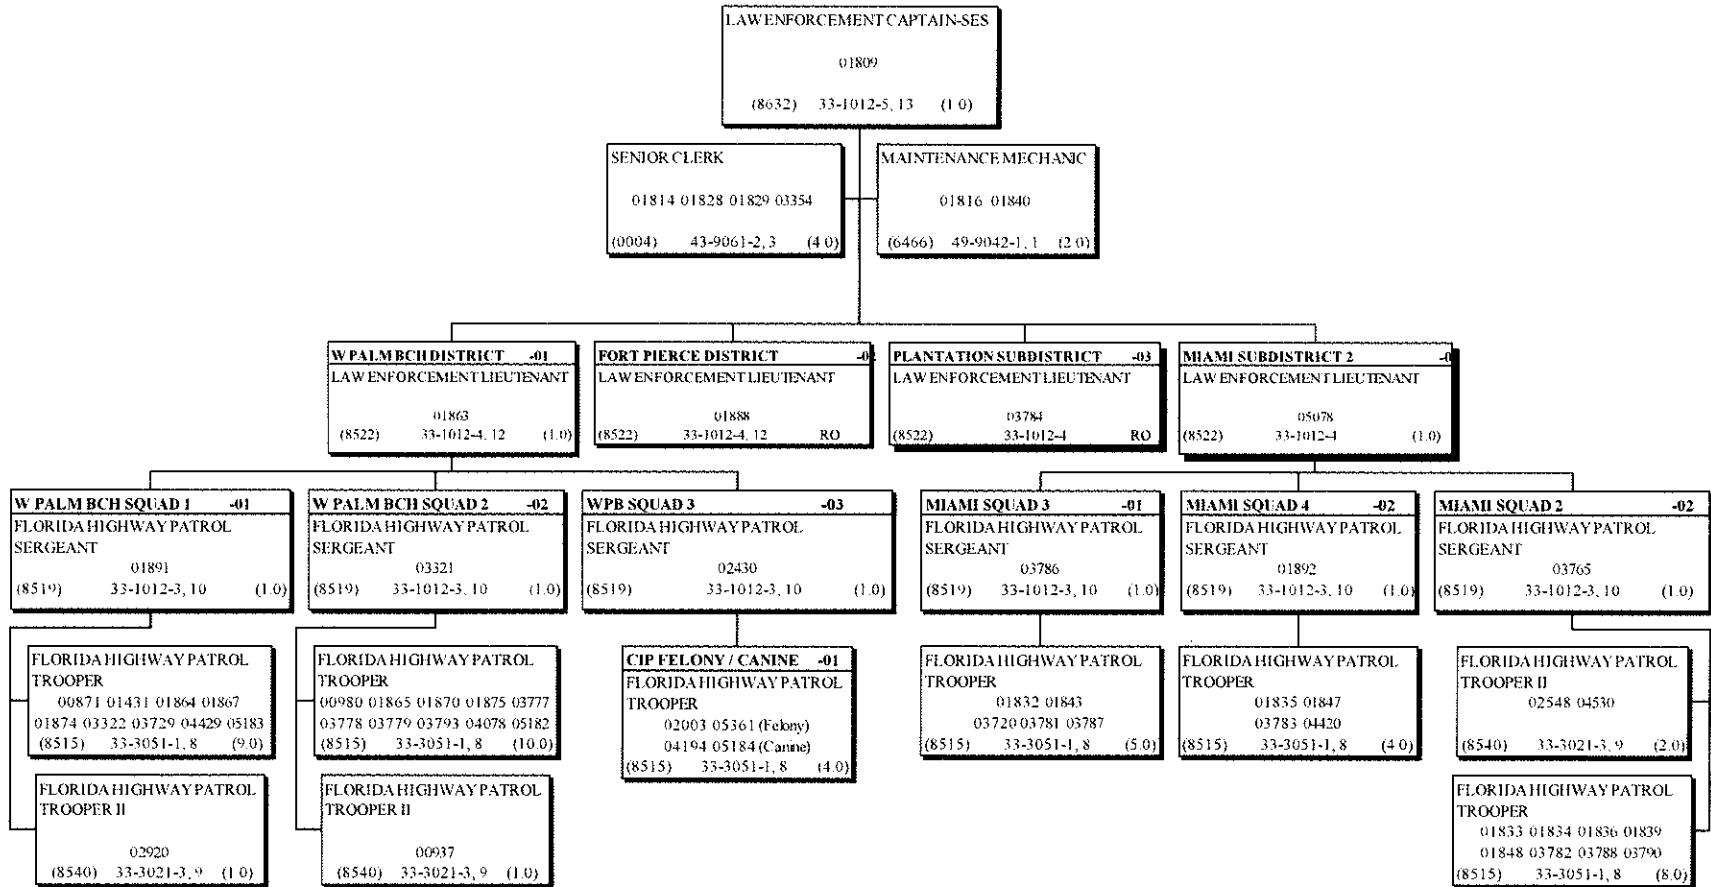 LAW ENFORCEMENT CAPTAIN-SES
01809
(8632) 33-1012-5, 13 (1 0)
SENIOR CLERK
01814 01828 01829 03354
(0004) 43-9061-2, 3 (4 0)
MAINTENANCE MECHANIC
01816 01840
(6466) 49-9042-1, 1 (2 0)
W PALM BCH DISTRICT -01
LAW ENFORCEMENT LIEUTENANT
01863
(8522) 33-1012-4, 12 (1.0)
FORT PIERCE DISTRICT
LAW ENFORCEMENT LIEUTENANT
01888
(8522) 33-1012-4, 12 RO
PLANTATION SUBDISTRICT -03
LAW ENFORCEMENT LIEUTENANT
03784
(8522) 33-1012-4 RO
MIAMI SUBDISTRICT 2
LAW ENFORCEMENT LIEUTENANT
05078
(8522) 33-1012-4 (1.0)
W PALM BCH SQUAD 1 -01
FLORIDA HIGHWAY PATROL
SERGEANT
01891
(8519) 33-1012-3, 10 (1.0)
W PALM BCH SQUAD 2 -02
FLORIDA HIGHWAY PATROL
SERGEANT
03321
(8519) 33-1012-3, 10 (1.0)
WPB SQUAD 3 -03
FLORIDA HIGHWAY PATROL
SERGEANT
02430
(8519) 33-1012-3, 10 (1.0)
MIAMI SQUAD 3 -01
FLORIDA HIGHWAY PATROL
SERGEANT
03786
(8519) 33-1012-3, 10 (1.0)
MIAMI SQUAD 4 -02
FLORIDA HIGHWAY PATROL
SERGEANT
01892
(8519) 33-1012-3, 10 (1.0)
MIAMI SQUAD 2 -02
FLORIDA HIGHWAY PATROL
SERGEANT
03765
(8519) 33-1012-3, 10 (1.0)
FLORIDA HIGHWAY PATROL
TROOPER
00871 01431 01864 01867
01874 03322 03729 04429 05183
(8515) 33-3051-1, 8 (9.0)
FLORIDA HIGHWAY PATROL
TROOPER
00980 01865 01870 01875 03777
03778 03779 03793 04078 05182
(8515) 33-3051-1, 8 (10.0)
CIP FELONY / CANINE -01
FLORIDA HIGHWAY PATROL
TROOPER
02003 05361 (Felony)
04194 05184 (Canine)
(8515) 33-3051-1, 8 (4.0)
FLORIDA HIGHWAY PATROL
TROOPER
01832 01843
03720 03781 03787
(8515) 33-3051-1, 8 (5.0)
FLORIDA HIGHWAY PATROL
TROOPER
01835 01847
03783 04420
(8515) 33-3051-1, 8 (4.0)
FLORIDA HIGHWAY PATROL
TROOPER II
02548 04530
(8540) 33-3021-3, 9 (2.0)
FLORIDA HIGHWAY PATROL
TROOPER II
02920
(8540) 33-3021-3, 9 (1 0)
FLORIDA HIGHWAY PATROL
TROOPER II
00937
(8540) 33-3021-3, 9 (1.0)
FLORIDA HIGHWAY PATROL
TROOPER
01833 01834 01836 01839
01848 03782 03788 03790
(8515) 33-3051-1, 8 (8.0)